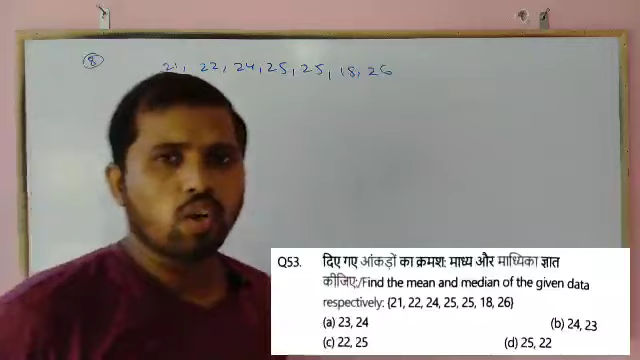 8
21, 22, 24, 25, 25, 18, 26
Q53. दिए गए आंकड़ों का क्रमश: माध्य और माध्यिका ज्ञात
कीजिए:/Find the mean and median of the given data
respectively: {21, 22, 24, 25, 25, 18, 26}
(a) 23, 24 (b) 24, 23
(c) 22, 25 (d) 25, 22